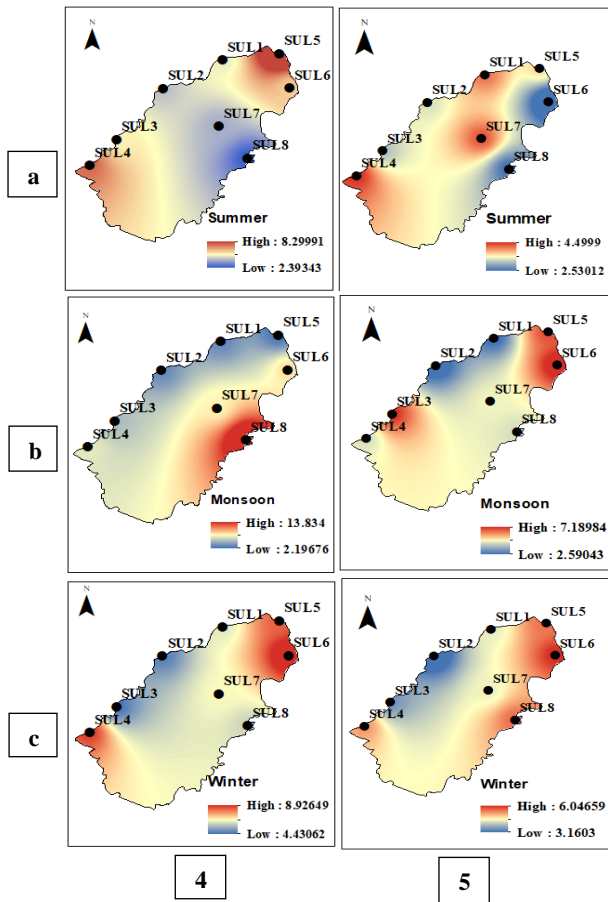 a
N
SUL1
SUL5
SUL2
SUL6
SUL7
SUL3
SUL8
SUL4
Summer
High : 8.29991
Low : 2.39343
N
SUL5
SUL1
SUL2
SUL6
SUL7
SUL3
SUL8
SUL4
Summer
High : 4.4999
Low : 2.53012
b
N
SUL5
SUL1
SUL2
SUL6
SUL7
SUL3
SUL8
SUL4
Monsoon
High : 13.834
Low : 2.19676
N
SUL5
SUL1
SUL2
SUL6
SUL7
SUL3
SUL8
SUL4
Monsoon
High : 7.18984
Low : 2.59043
c
N
SUL5
SUL1
SUL2
SUL6
SUL7
SUL3
SUL8
SUL4
Winter
High : 8.92649
Low : 4.43062
N
SUL5
SUL1
SUL2
SUL6
SUL7
SUL3
SUL8
SUL4
Winter
High : 6.04659
Low : 3.1603
4
5